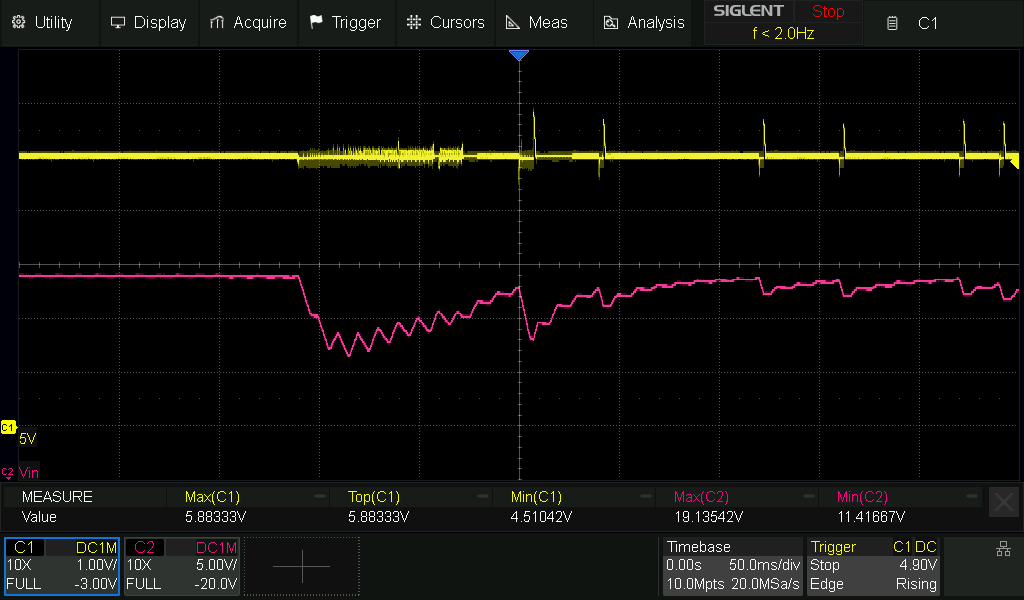 Utility Display Acquire Trigger Cursors Meas Analysis SIGLENT Stop C1
f < 2.0Hz
C1
5V
C2 Vin
MEASURE Max(C1) Top(C1) Min(C1) Max(C2) Min(C2)
Value 5.88333V 5.88333V 4.51042V 19.13542V 11.41667V
C1 DC1M C2 DC1M Timebase Trigger C1 DC
10X 1.00V/ 10X 5.00V/ 0.00s 50.0ms/div Stop 4.90V
FULL -3.00V FULL -20.0V 10.0Mpts 20.0MSa/s Edge Rising